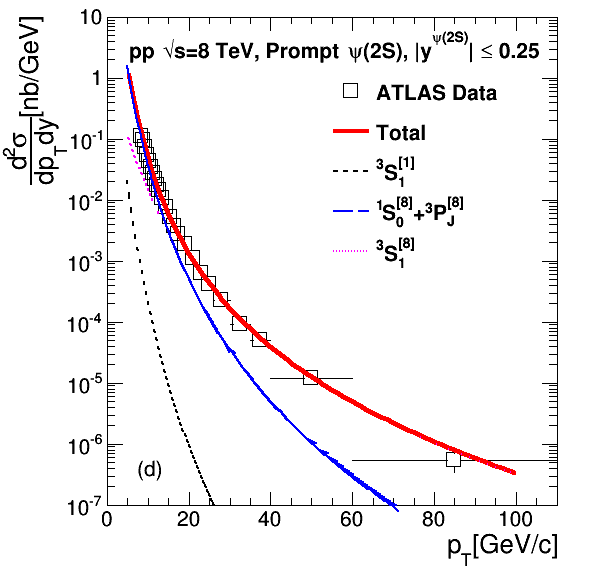 pp √s=8 TeV, Prompt ψ(2S), |y^ψ(2S)| ≤ 0.25
ATLAS Data
Total
³S₁^[1]
¹S₀^[8]+³P_J^[8]
³S₁^[8]
d²σ/dp_Tdy [nb/GeV]
10
1
10⁻¹
10⁻²
10⁻³
10⁻⁴
10⁻⁵
10⁻⁶
10⁻⁷
(d)
0 20 40 60 80 100
p_T[GeV/c]